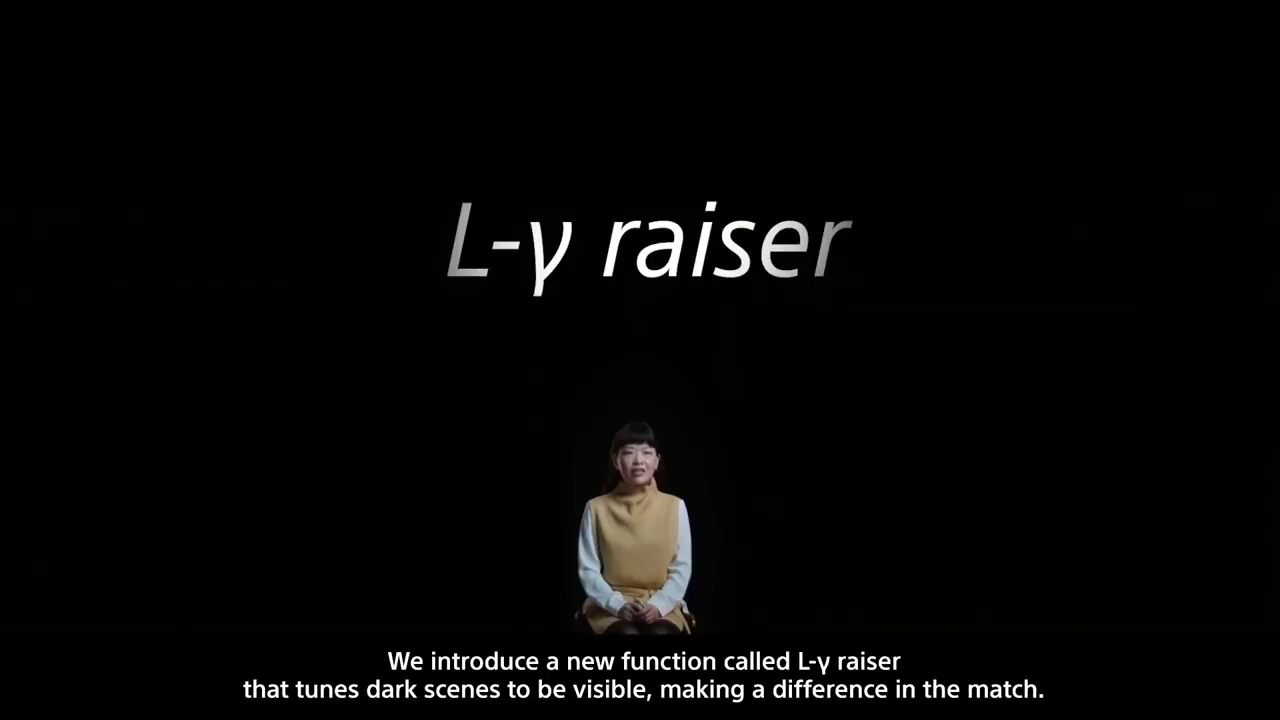 L-γ raiser
We introduce a new function called L-γ raiser
that tunes dark scenes to be visible, making a difference in the match.